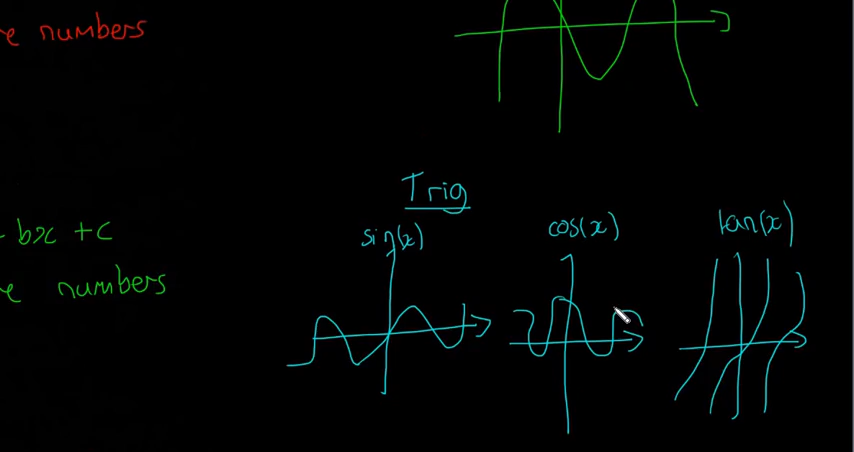 e numbers
Trig
sin(x)
cos(x)
tan(x)
bx + c
e numbers